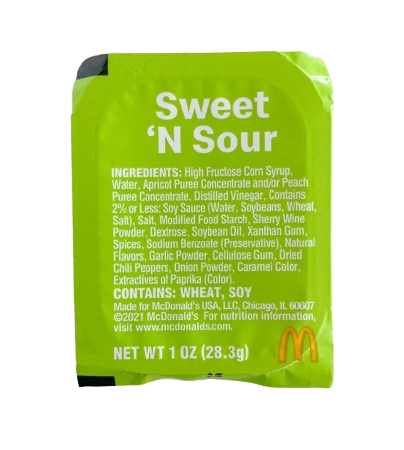 Sweet
'N Sour
INGREDIENTS: High Fructose Corn Syrup,
Water, Apricot Puree Concentrate and/or Peach
Puree Concentrate, Distilled Vinegar, Contains
2% or Less: Soy Sauce (Water, Soybeans, Wheat,
Salt), Salt, Modified Food Starch, Sherry Wine
Powder, Dextrose, Soybean Oil, Xanthan Gum,
Spices, Sodium Benzoate (Preservative), Natural
Flavors, Garlic Powder, Cellulose Gum, Dried
Chili Peppers, Onion Powder, Caramel Color,
Extractives of Paprika (Color).
CONTAINS: WHEAT, SOY
Made for McDonald's USA, LLC, Chicago, IL 60607
©2021 McDonald's For nutrition information,
visit www.mcdonalds.com.
NET WT 1 OZ (28.3g)
M